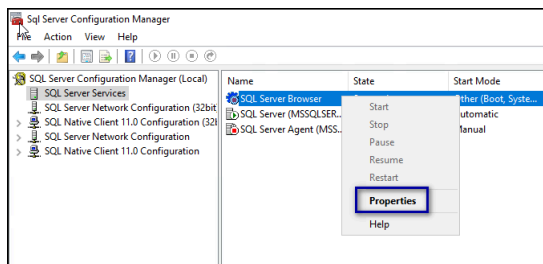 Sql Server Configuration Manager
File Action View Help
SQL Server Configuration Manager (Local)
SQL Server Services
SQL Server Network Configuration (32bit
SQL Native Client 11.0 Configuration (32l
SQL Server Network Configuration
SQL Native Client 11.0 Configuration
Name State Start Mode
SQL Server Browser Other (Boot, Syste...
SQL Server (MSSQLSER... Automatic
SQL Server Agent (MSS... Manual
Start
Stop
Pause
Resume
Restart
Properties
Help